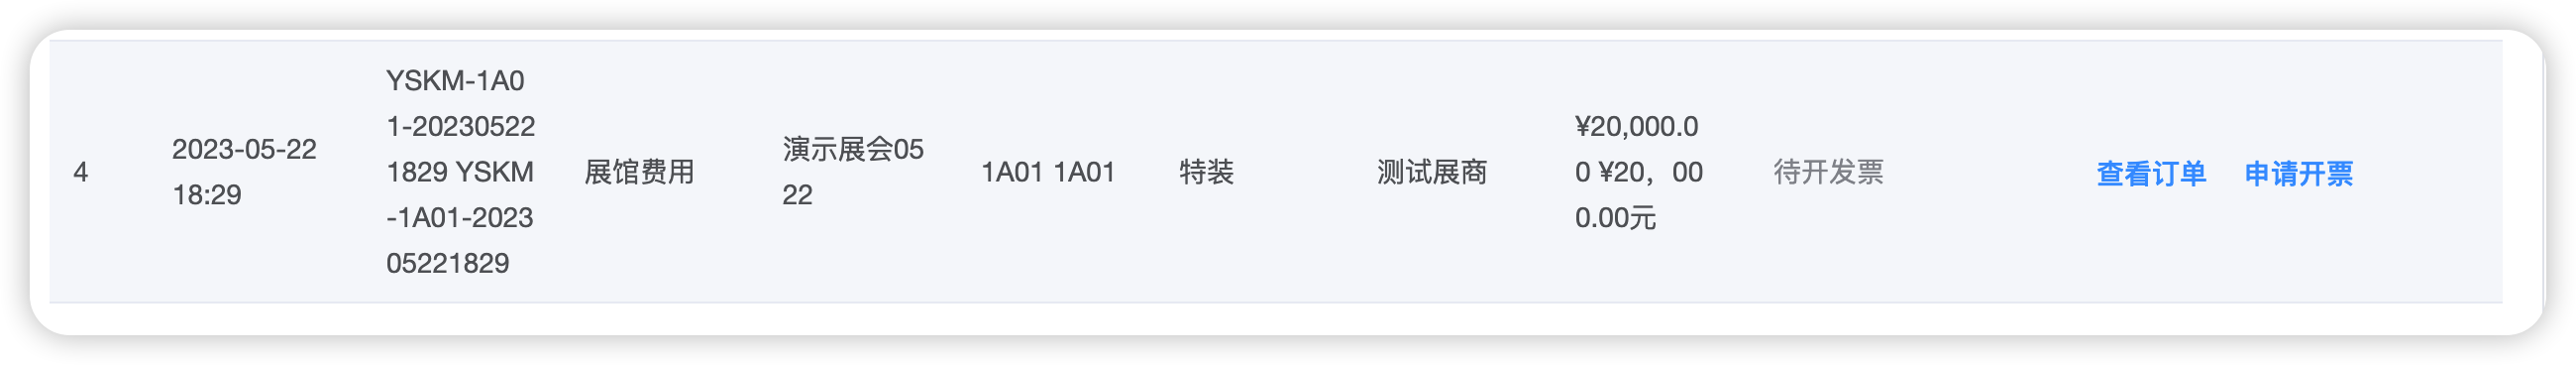 4
2023-05-22
18:29
YSKM-1A0
1-20230522
1829 YSKM
-1A01-2023
05221829
展馆费用
演示展会05
22
1A01 1A01
特装
测试展商
¥20,000.0
0 ¥20，00
0.00元
待开发票
查看订单
申请开票